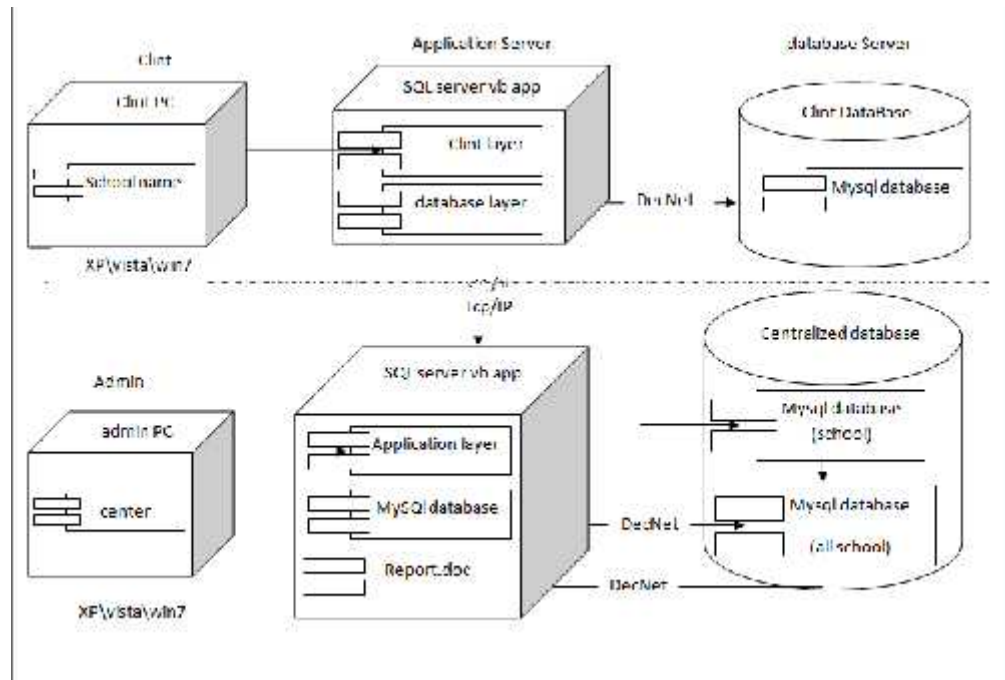 Clint
Application Server
database Server
Clint PC
SQL server vb app
Clint DataBase
School name
Clint layer
database layer
DecNet
Mysql database
XP\vista\win7
Tcp/IP
Centralized database
Admin
SQL server vb app
admin PC
Mysql database
(school)
Application layer
center
MySQl database
DecNet
Mysql database
(all school)
Report.doc
DecNet
XP\vista\win7